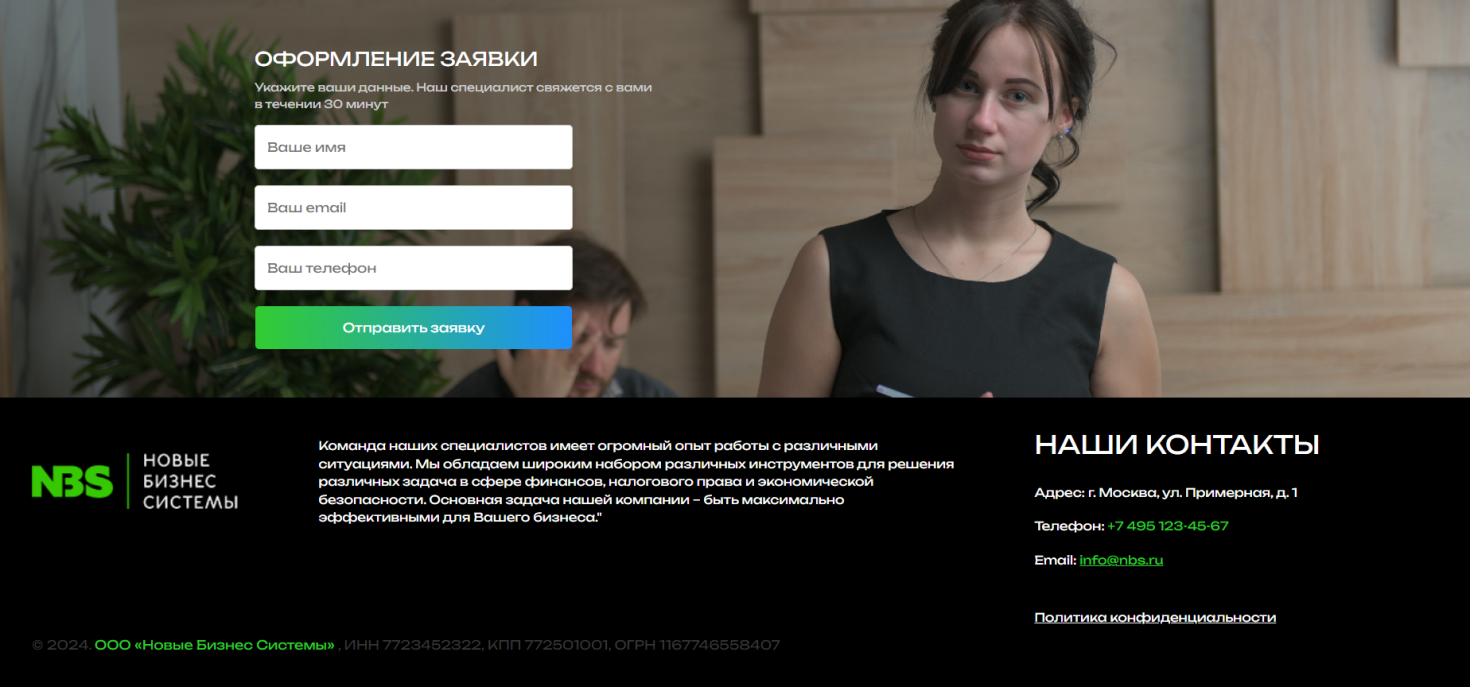 ОФОРМЛЕНИЕ ЗАЯВКИ
Укажите ваши данные. Наш специалист свяжется с вами
в течении 30 минут
Ваше имя
Ваш email
Ваш телефон
Отправить заявку
NBS
НОВЫЕ
БИЗНЕС
СИСТЕМЫ
Команда наших специалистов имеет огромный опыт работы с различными
ситуациями. Мы обладаем широким набором различных инструментов для решения
различных задача в сфере финансов, налогового права и экономической
безопасности. Основная задача нашей компании – быть максимально
эффективными для Вашего бизнеса."
НАШИ КОНТАКТЫ
Адрес: г. Москва, ул. Примерная, д. 1
Телефон: +7 495 123-45-67
Email: info@nbs.ru
Политика конфиденциальности
© 2024. ООО «Новые Бизнес Системы» , ИНН 7723452322, КПП 772501001, ОГРН 1167746558407